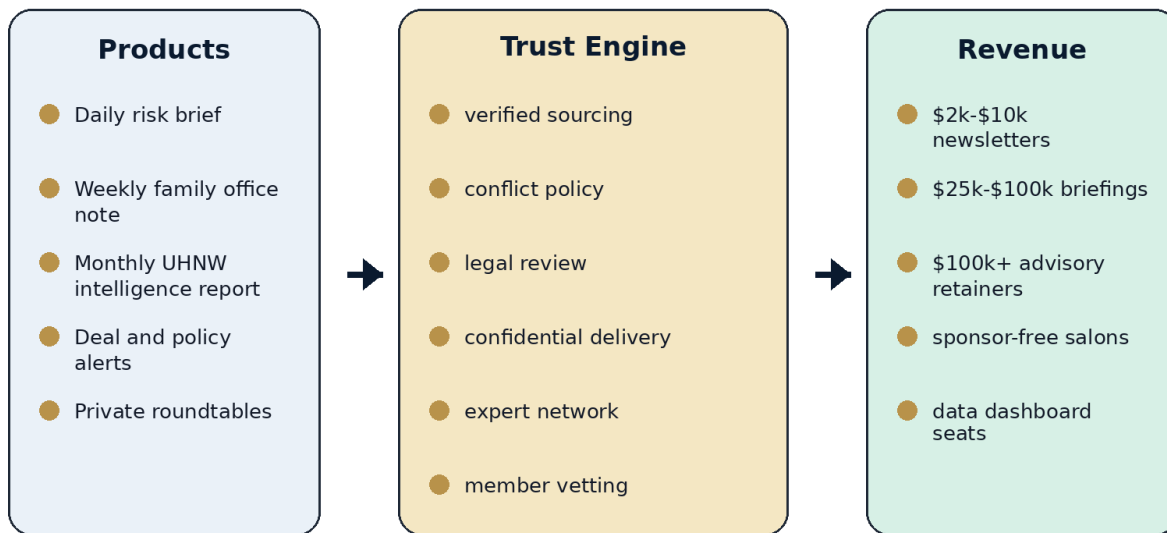 Products
Daily risk brief
Weekly family office
note
Monthly UHNW
intelligence report
Deal and policy
alerts
Private roundtables
Trust Engine
verified sourcing
conflict policy
legal review
confidential delivery
expert network
member vetting
Revenue
$2k-$10k
newsletters
$25k-$100k briefings
$100k+ advisory
retainers
sponsor-free salons
data dashboard
seats